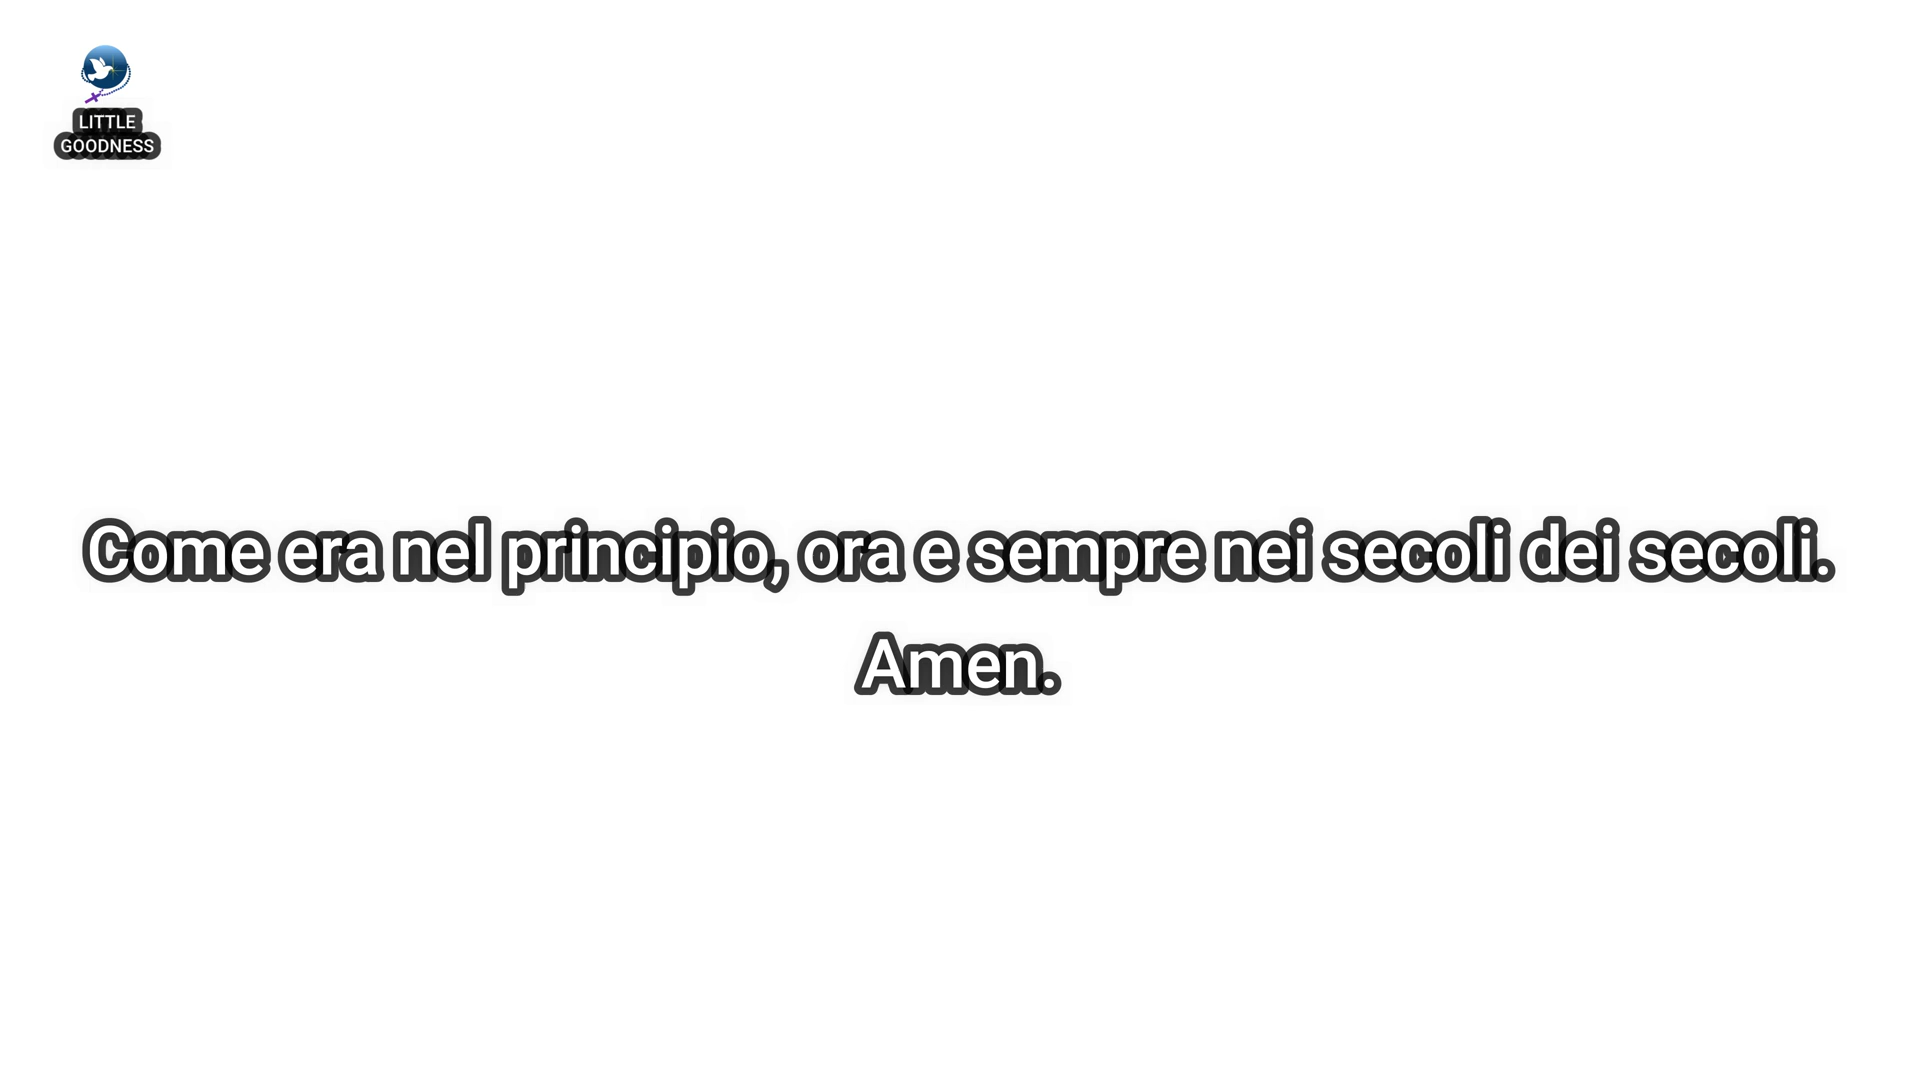 LITTLE
GOODNESS
Come era nel principio, ora e sempre nei secoli dei secoli.
Amen.